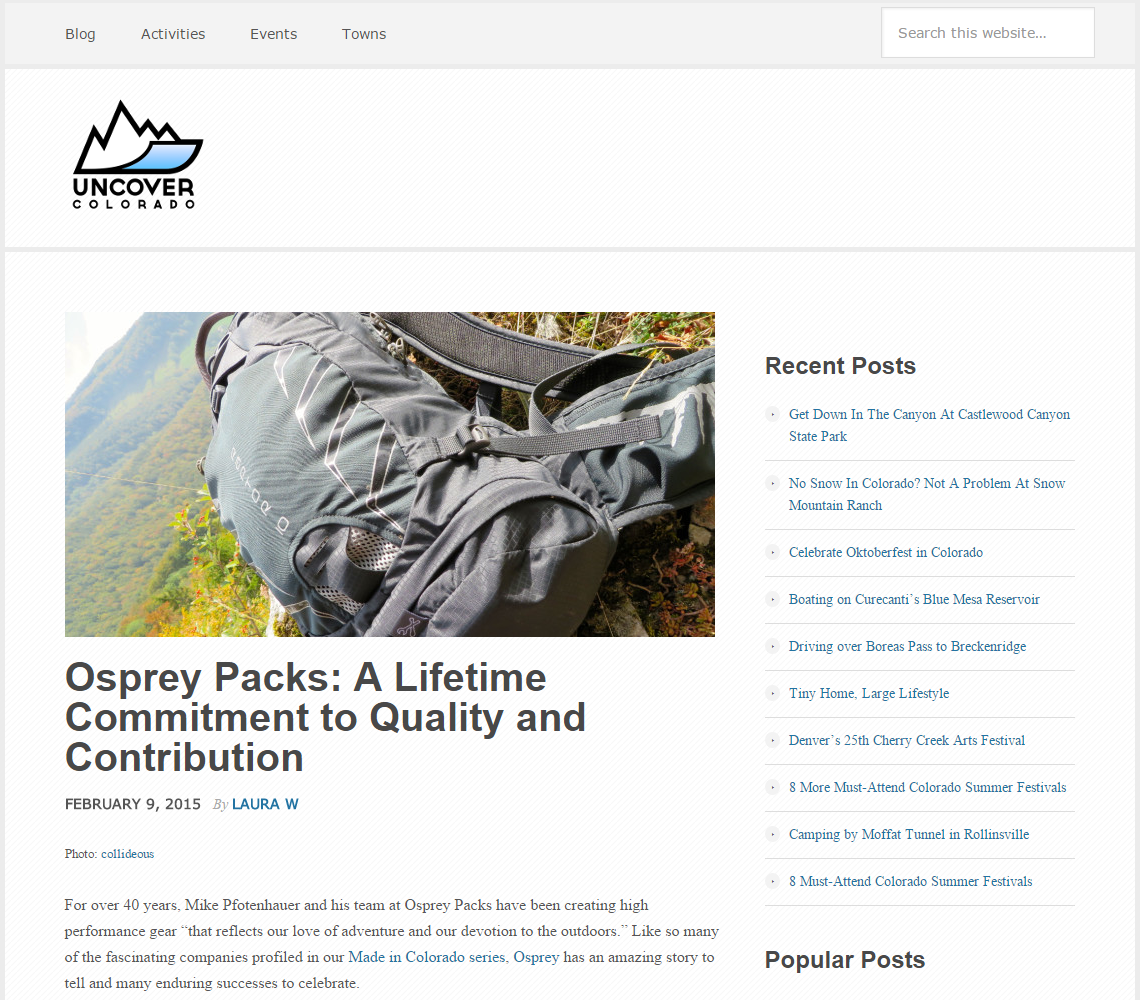 Blog Activities Events Towns Search this website...
UNCOVER
COLORADO
Osprey Packs: A Lifetime
Commitment to Quality and
Contribution
FEBRUARY 9, 2015 By LAURA W
Photo: collideous
For over 40 years, Mike Pfotenhauer and his team at Osprey Packs have been creating high
performance gear “that reflects our love of adventure and our devotion to the outdoors.” Like so many
of the fascinating companies profiled in our Made in Colorado series, Osprey has an amazing story to
tell and many enduring successes to celebrate.
Recent Posts
Get Down In The Canyon At Castlewood Canyon
State Park
No Snow In Colorado? Not A Problem At Snow
Mountain Ranch
Celebrate Oktoberfest in Colorado
Boating on Curecanti’s Blue Mesa Reservoir
Driving over Boreas Pass to Breckenridge
Tiny Home, Large Lifestyle
Denver’s 25th Cherry Creek Arts Festival
8 More Must-Attend Colorado Summer Festivals
Camping by Moffat Tunnel in Rollinsville
8 Must-Attend Colorado Summer Festivals
Popular Posts